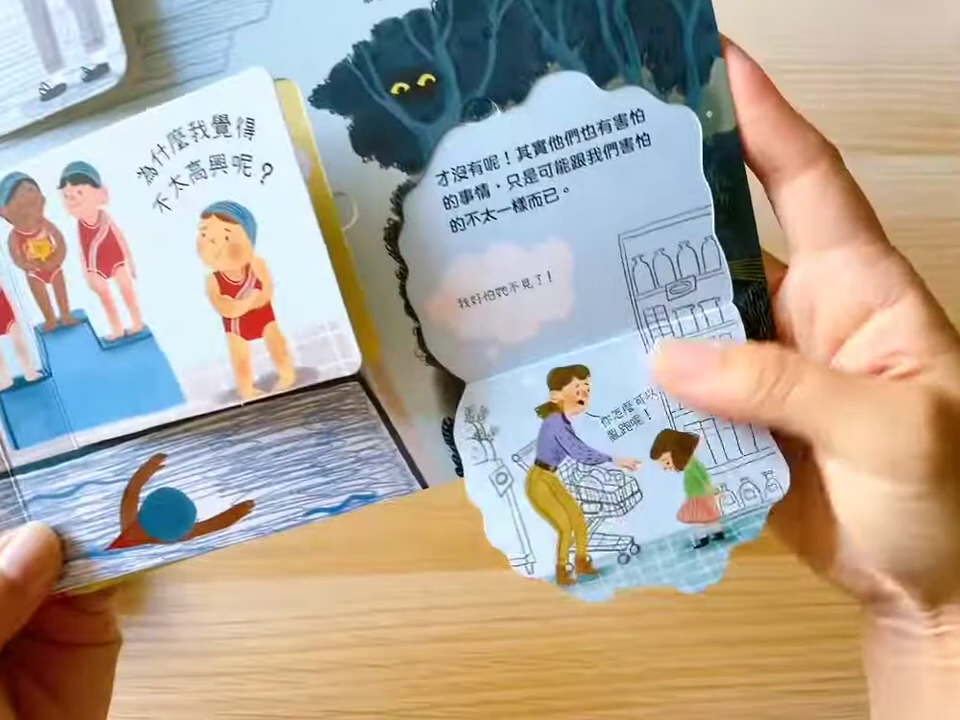 為什麼我覺得
不太高興呢?
才沒有呢!其實他們也有害怕
的事情,只是可能跟我們害怕
的不太一樣而已。
我好怕她不見了!
你怎麼可以
亂跑呢!